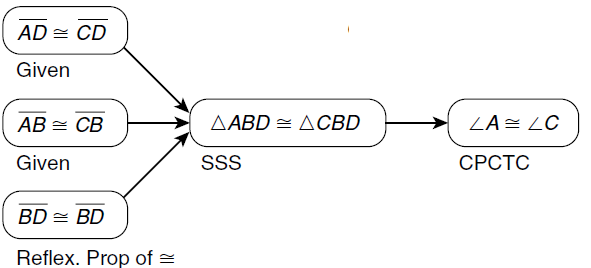 AD ≅ CD
Given
AB ≅ CB
Given
△ABD ≅ △CBD
SSS
∠A ≅ ∠C
CPCTC
BD ≅ BD
Reflex. Prop of ≅